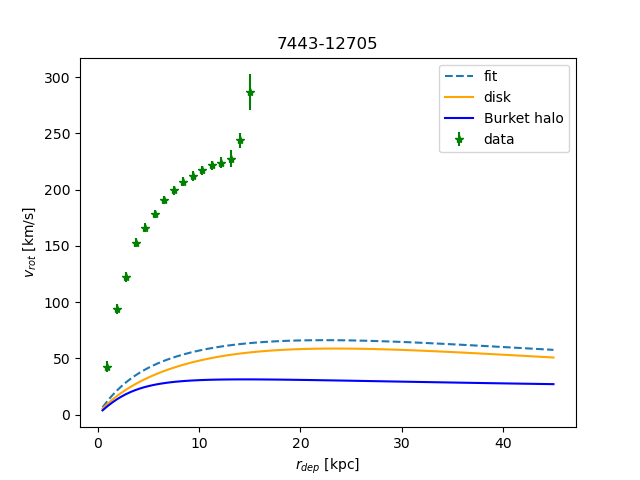 7443-12705
300
250
200
150
100
50
0
v_rot [km/s]
fit
disk
Burket halo
data
0 10 20 30 40
r_dep [kpc]